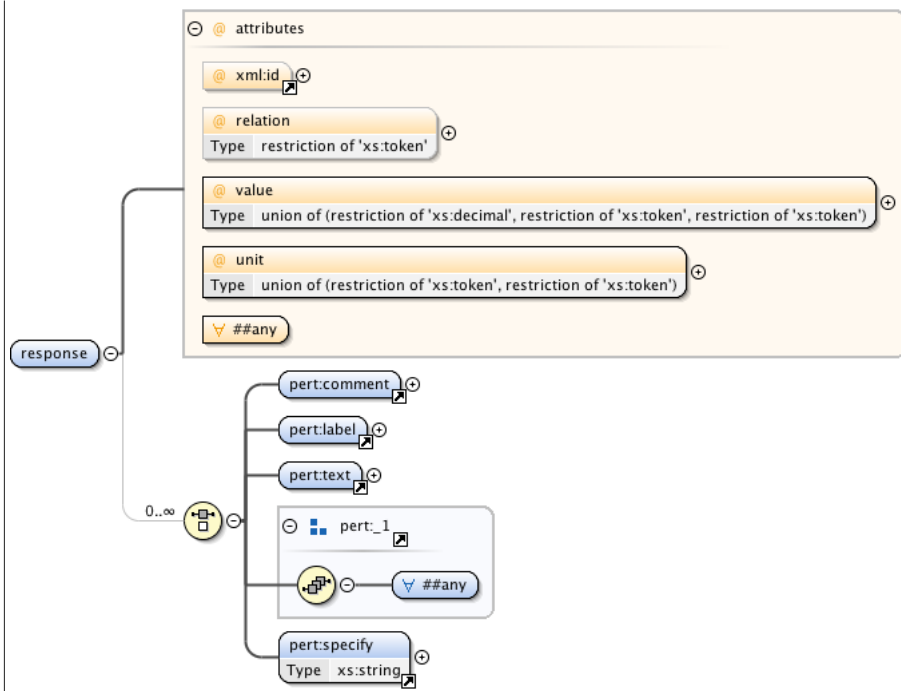 @ attributes
@ xml:id
@ relation
Type restriction of 'xs:token'
@ value
Type union of (restriction of 'xs:decimal', restriction of 'xs:token', restriction of 'xs:token')
@ unit
Type union of (restriction of 'xs:token', restriction of 'xs:token')
∀ ##any
response
pert:comment
pert:label
pert:text
0..∞
pert:_1
∀ ##any
pert:specify
Type xs:string